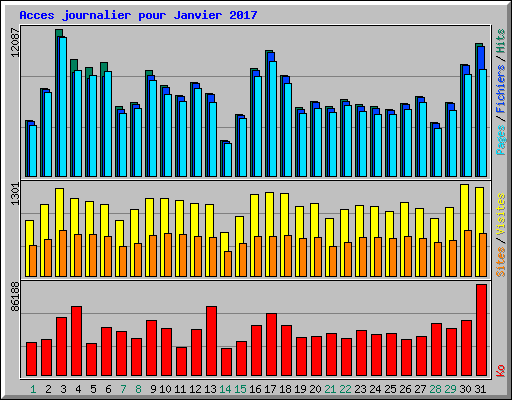 Acces journalier pour Janvier 2017
12087
Pages / Fichiers / Hits
1301
Sites / Visites
86188
Ko
1 2 3 4 5 6 7 8 9 10 11 12 13 14 15 16 17 18 19 20 21 22 23 24 25 26 27 28 29 30 31